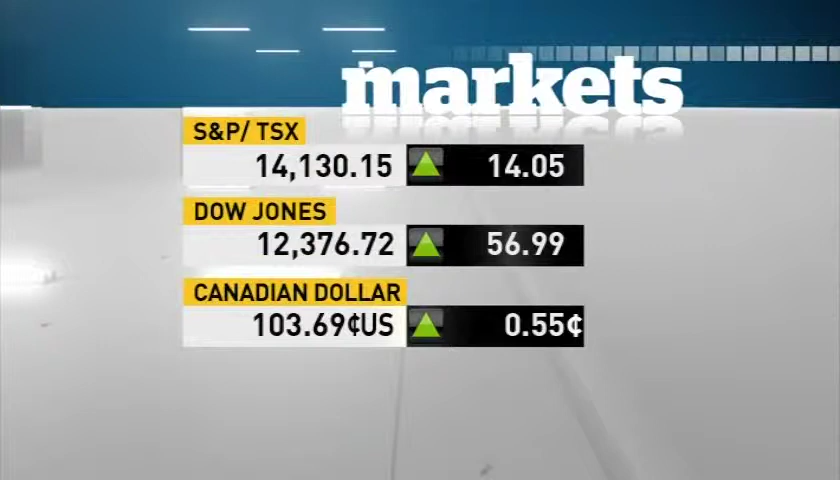 markets
S&P/ TSX
14,130.15 14.05
DOW JONES
12,376.72 56.99
CANADIAN DOLLAR
103.69¢US 0.55¢